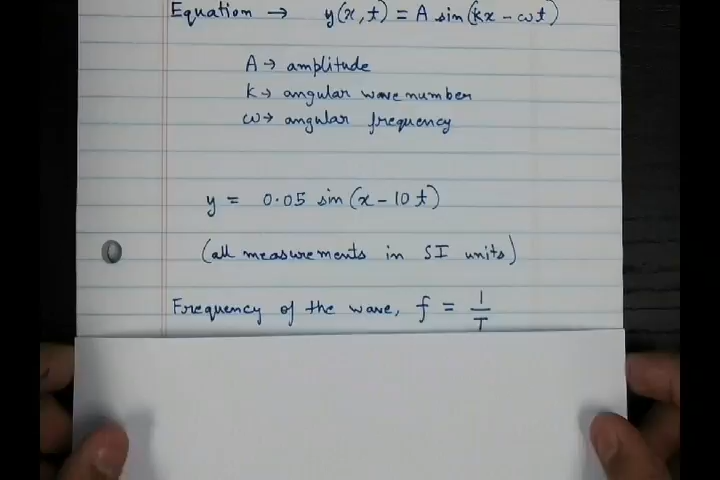 Equation → y(x, t) = A sin(kx - ωt)
A → amplitude
k → angular wave number
ω → angular frequency
y = 0.05 sin(x - 10t)
(all measurements in SI units)
Frequency of the wave, f = 1/T